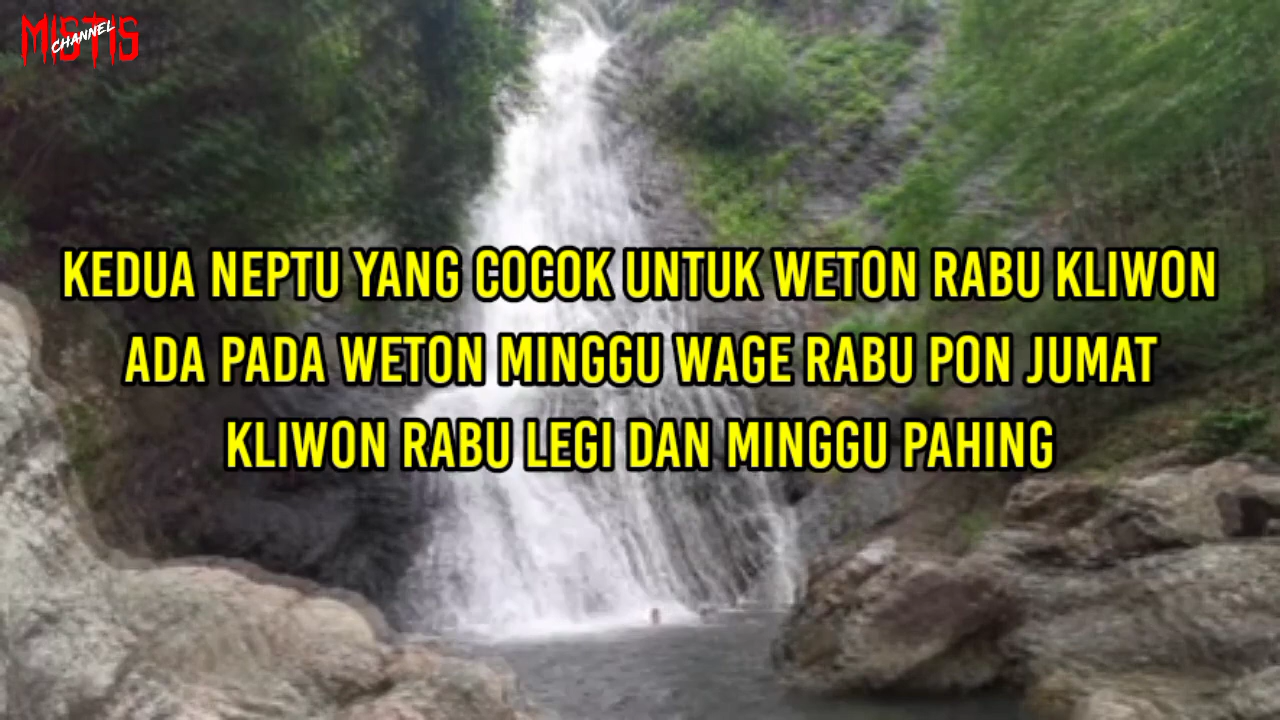 MISTIS
CHANNEL
KEDUA NEPTU YANG COCOK UNTUK WETON RABU KLIWON
ADA PADA WETON MINGGU WAGE RABU PON JUMAT
KLIWON RABU LEGI DAN MINGGU PAHING